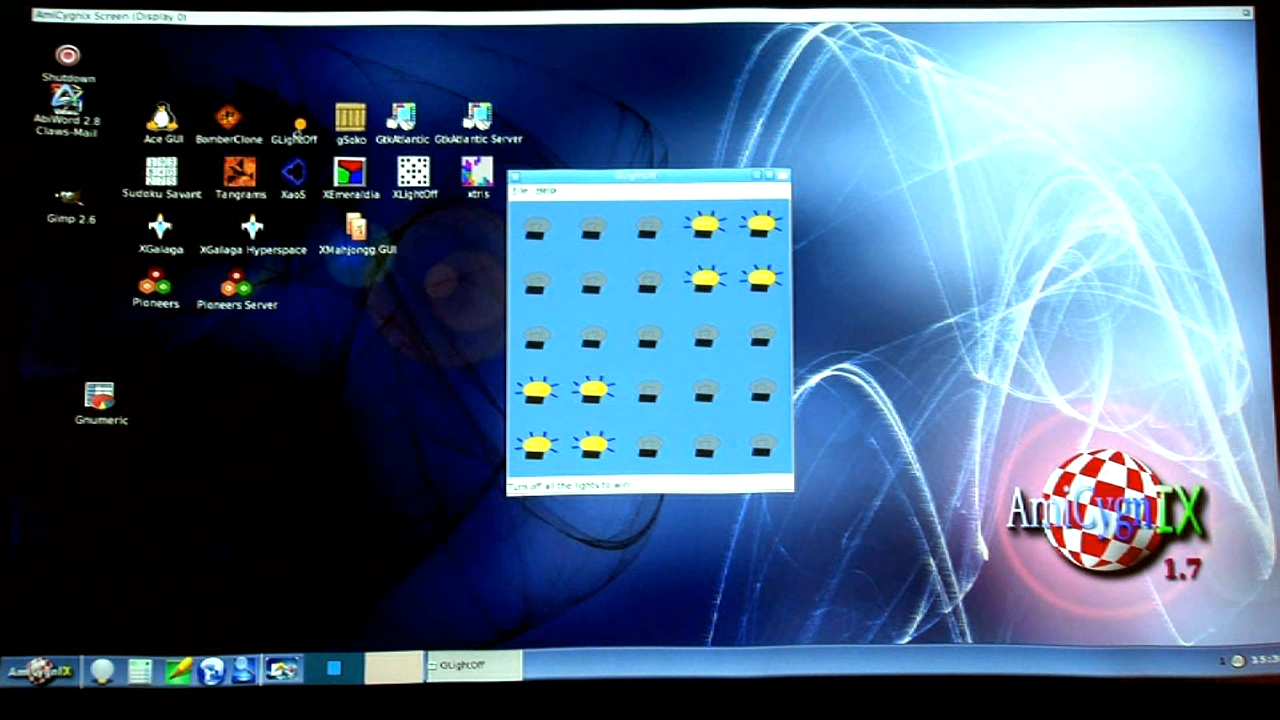 AmiCygnix Screen (Display 0)
Shutdown
AbiWord 2.8
Claws-Mail
Ace GUI
BomberClone
GLightOff
gSoko
GtkAtlantic
GtkAtlantic Server
Sudoku Savant
Tangrams
XaoS
XEmeraldia
XLightOff
xtris
Gimp 2.6
XGalaga
XGalaga Hyperspace
XMahjongg GUI
Pioneers
Pioneers Server
Gnumeric
GLightOff
File Help
Turn off all the lights to win!
AmiCygnIX
1.7
AmiCygnIX
GLightOff
1